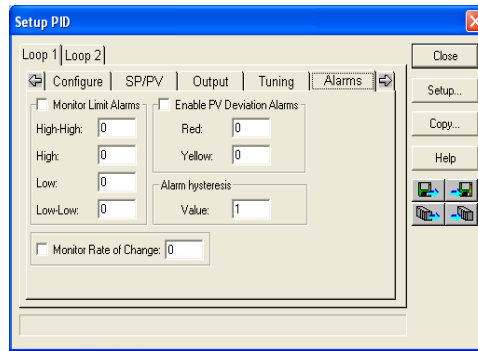 Setup PID
Loop 1 Loop 2
Configure SP/PV Output Tuning Alarms
Monitor Limit Alarms
High-High: 0
High: 0
Low: 0
Low-Low: 0
Enable PV Deviation Alarms
Red: 0
Yellow: 0
Alarm hysteresis
Value: 1
Monitor Rate of Change: 0
Close
Setup...
Copy...
Help